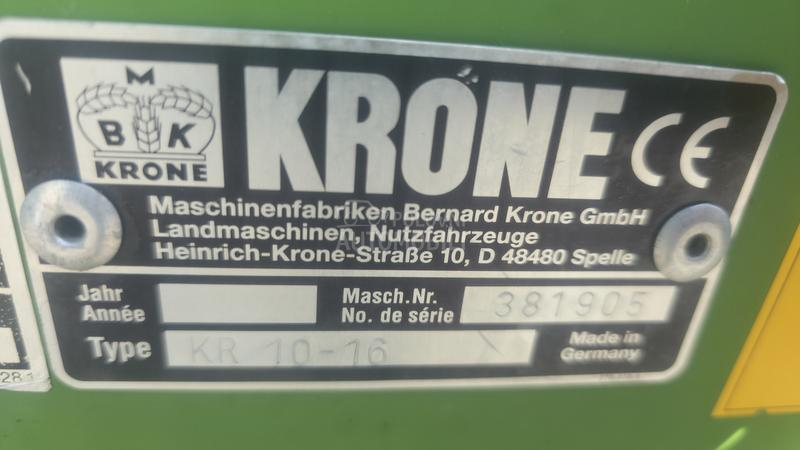 M
B K
KRONE
KRONE CE
Maschinenfabriken Bernard Krone GmbH
Landmaschinen, Nutzfahrzeuge
Heinrich-Krone-Straße 10, D 48480 Spelle
Jahr
Année
Masch.Nr.
No. de série
381905
Type
KR 10-16
Made in
Germany